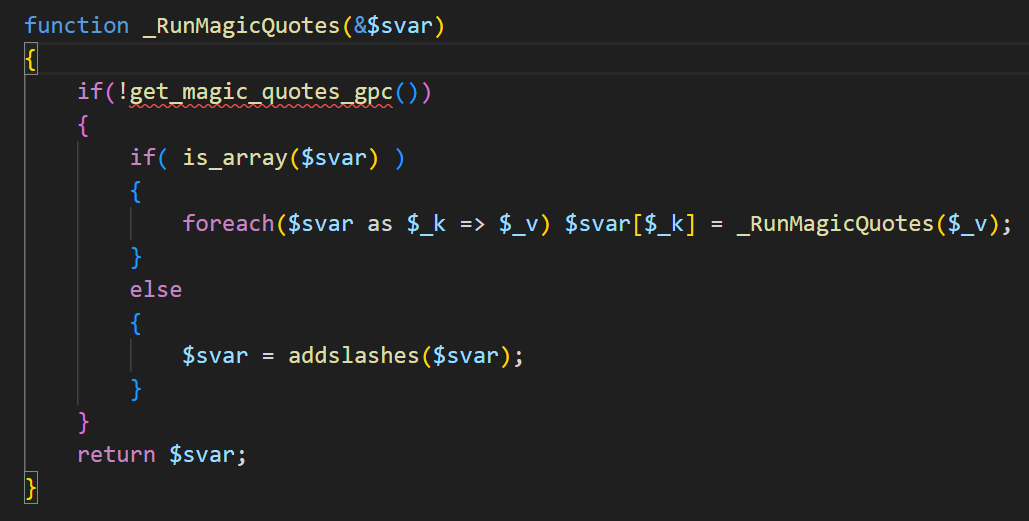 function _RunMagicQuotes(&$svar)
{
    if(!get_magic_quotes_gpc())
    {
        if( is_array($svar) )
        {
            foreach($svar as $_k => $_v) $svar[$_k] = _RunMagicQuotes($_v);
        }
        else
        {
            $svar = addslashes($svar);
        }
    }
    return $svar;
}